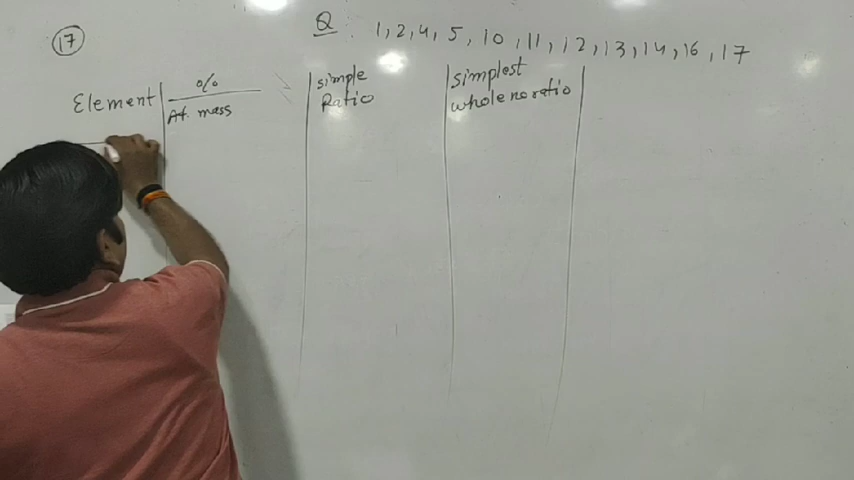 17
Q. 1, 2, 4, 5, 10, 11, 12, 13, 14, 16, 17
Element
%
At. mass
simple
Ratio
simplest
whole no ratio